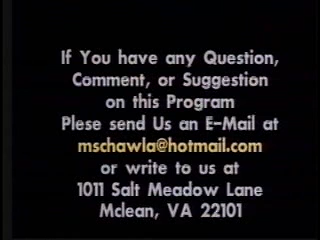 If You have any Question,
Comment, or Suggestion
on this Program
Plese send Us an E-Mail at
mschawla@hotmail.com
or write to us at
1011 Salt Meadow Lane
Mclean, VA 22101